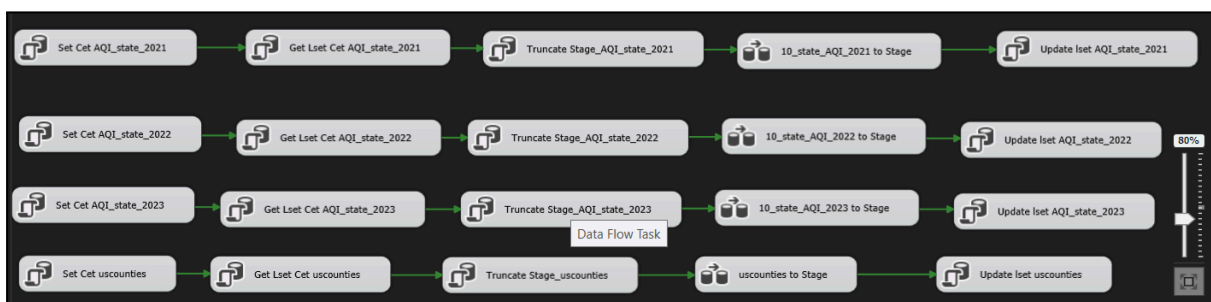 Set Cet AQI_state_2021
Get Lset Cet AQI_state_2021
Truncate Stage_AQI_state_2021
10_state_AQI_2021 to Stage
Update lset AQI_state_2021
Set Cet AQI_state_2022
Get Lset Cet AQI_state_2022
Truncate Stage_AQI_state_2022
10_state_AQI_2022 to Stage
Update lset AQI_state_2022
80%
Set Cet AQI_state_2023
Get Lset Cet AQI_state_2023
Truncate Stage_AQI_state_2023
10_state_AQI_2023 to Stage
Update lset AQI_state_2023
Data Flow Task
Set Cet uscounties
Get Lset Cet uscounties
Truncate Stage_uscounties
uscounties to Stage
Update lset uscounties